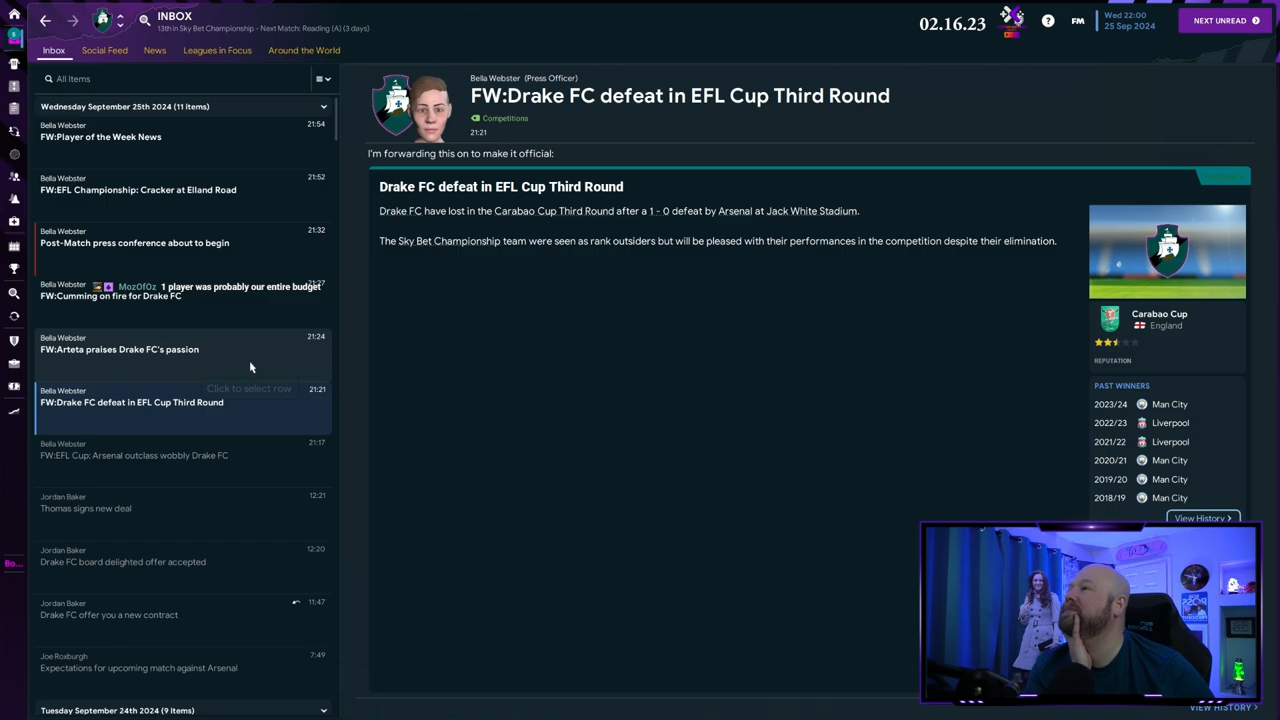 INBOX
13th in Sky Bet Championship - Next Match: Reading (A) (3 days)
02.16.23
FM
Wed 22:00
25 Sep 2024
NEXT UNREAD
Inbox
Social Feed
News
Leagues in Focus
Around the World
All Items
Wednesday September 25th 2024 (11 items)
Bella Webster
21:54
FW:Player of the Week News
Bella Webster
21:52
FW:EFL Championship: Cracker at Elland Road
Bella Webster
21:32
Post-Match press conference about to begin
Bella Webster
21:27
MozOfOz 1 player was probably our entire budget
FW:Cumming on fire for Drake FC
Bella Webster
21:24
FW:Arteta praises Drake FC's passion
Click to select row
Bella Webster
21:21
FW:Drake FC defeat in EFL Cup Third Round
Bella Webster
21:17
FW:EFL Cup: Arsenal outclass wobbly Drake FC
Jordan Baker
12:21
Thomas signs new deal
Jordan Baker
12:20
Drake FC board delighted offer accepted
Jordan Baker
11:47
Drake FC offer you a new contract
Joe Roxburgh
7:49
Expectations for upcoming match against Arsenal
Tuesday September 24th 2024 (9 items)
Bo...
Bella Webster (Press Officer)
FW:Drake FC defeat in EFL Cup Third Round
Competitions
21:21
I'm forwarding this on to make it official:
Drake FC defeat in EFL Cup Third Round
Drake FC have lost in the Carabao Cup Third Round after a 1 - 0 defeat by Arsenal at Jack White Stadium.
The Sky Bet Championship team were seen as rank outsiders but will be pleased with their performances in the competition despite their elimination.
Carabao Cup
England
REPUTATION
PAST WINNERS
2023/24 Man City
2022/23 Liverpool
2021/22 Liverpool
2020/21 Man City
2019/20 Man City
2018/19 Man City
View History
VIEW HISTORY